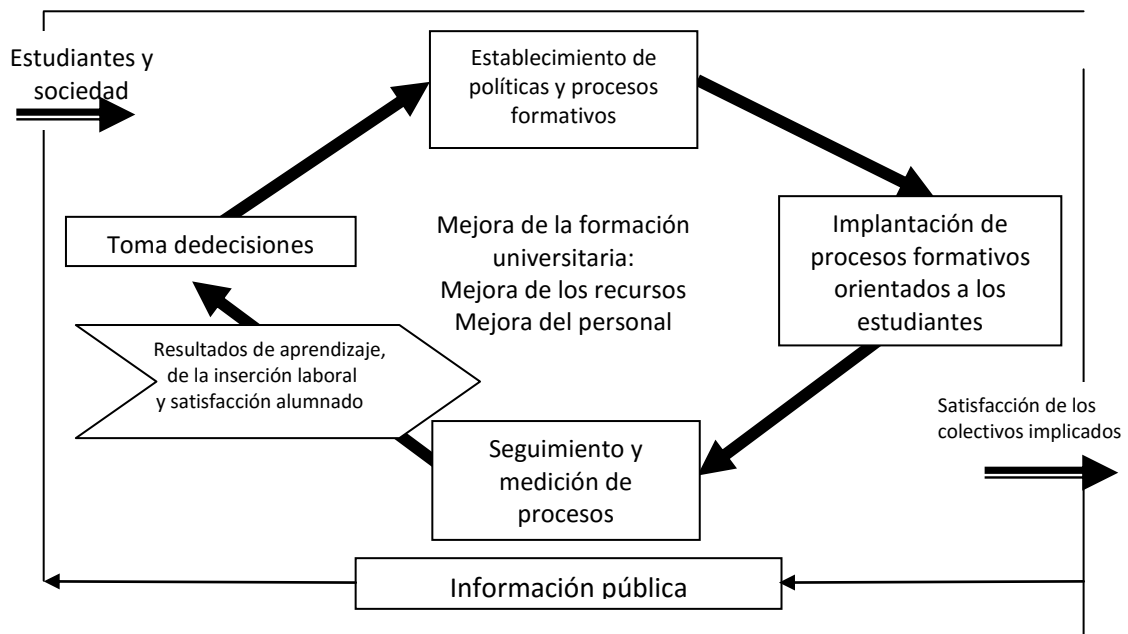 Estudiantes y
sociedad
Establecimiento de
políticas y procesos
formativos
Toma dedecisiones
Mejora de la formación
universitaria:
Mejora de los recursos
Mejora del personal
Implantación de
procesos formativos
orientados a los
estudiantes
Resultados de aprendizaje,
de la inserción laboral
y satisfacción alumnado
Seguimiento y
medición de
procesos
Satisfacción de los
colectivos implicados
Información pública